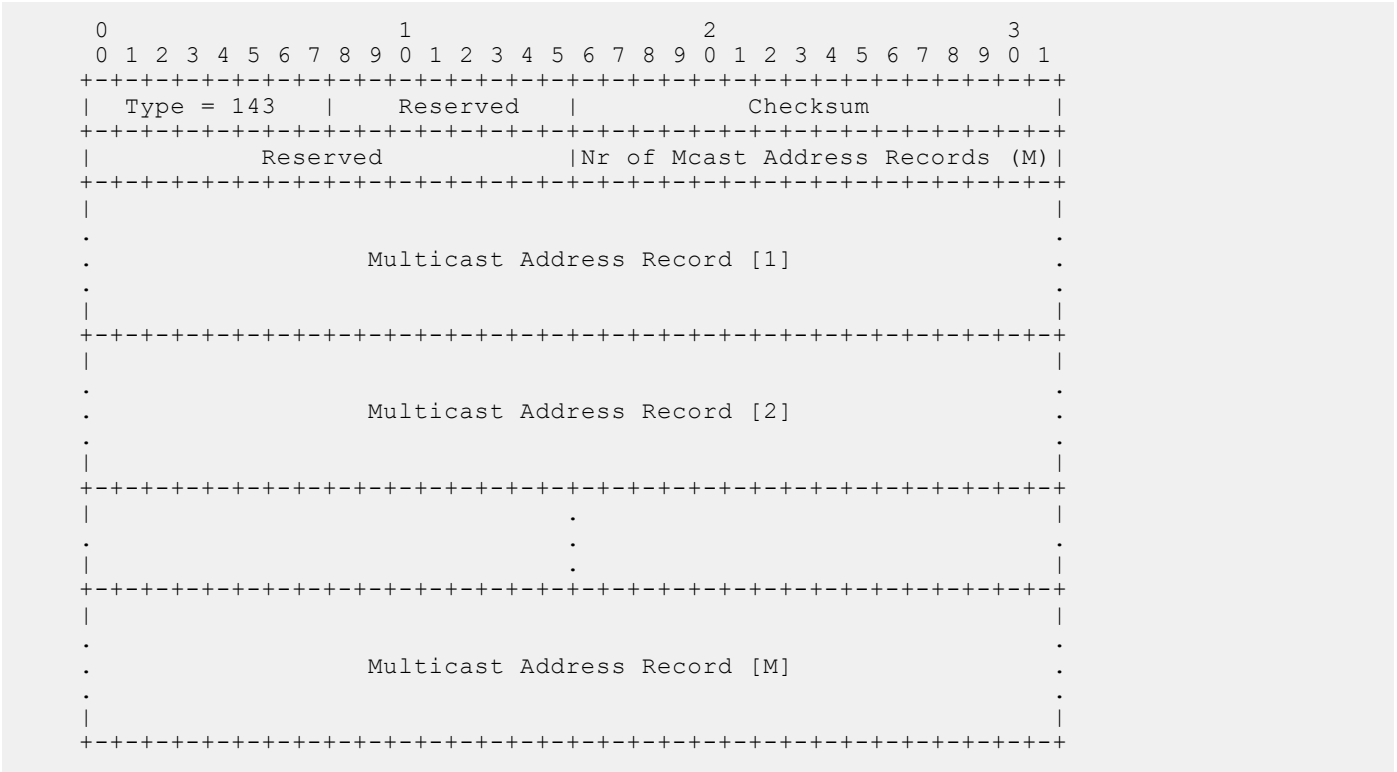 0                   1                   2                   3
 0 1 2 3 4 5 6 7 8 9 0 1 2 3 4 5 6 7 8 9 0 1 2 3 4 5 6 7 8 9 0 1
+-+-+-+-+-+-+-+-+-+-+-+-+-+-+-+-+-+-+-+-+-+-+-+-+-+-+-+-+-+-+-+-+
|  Type = 143   |    Reserved   |           Checksum            |
+-+-+-+-+-+-+-+-+-+-+-+-+-+-+-+-+-+-+-+-+-+-+-+-+-+-+-+-+-+-+-+-+
|           Reserved            |Nr of Mcast Address Records (M)|
+-+-+-+-+-+-+-+-+-+-+-+-+-+-+-+-+-+-+-+-+-+-+-+-+-+-+-+-+-+-+-+-+
|                                                               |
.                                                               .
.                  Multicast Address Record [1]                 .
.                                                               .
|                                                               |
+-+-+-+-+-+-+-+-+-+-+-+-+-+-+-+-+-+-+-+-+-+-+-+-+-+-+-+-+-+-+-+-+
|                                                               |
.                                                               .
.                  Multicast Address Record [2]                 .
.                                                               .
|                                                               |
+-+-+-+-+-+-+-+-+-+-+-+-+-+-+-+-+-+-+-+-+-+-+-+-+-+-+-+-+-+-+-+-+
|                               .                               |
.                               .                               .
|                               .                               |
+-+-+-+-+-+-+-+-+-+-+-+-+-+-+-+-+-+-+-+-+-+-+-+-+-+-+-+-+-+-+-+-+
|                                                               |
.                                                               .
.                  Multicast Address Record [M]                 .
.                                                               .
|                                                               |
+-+-+-+-+-+-+-+-+-+-+-+-+-+-+-+-+-+-+-+-+-+-+-+-+-+-+-+-+-+-+-+-+